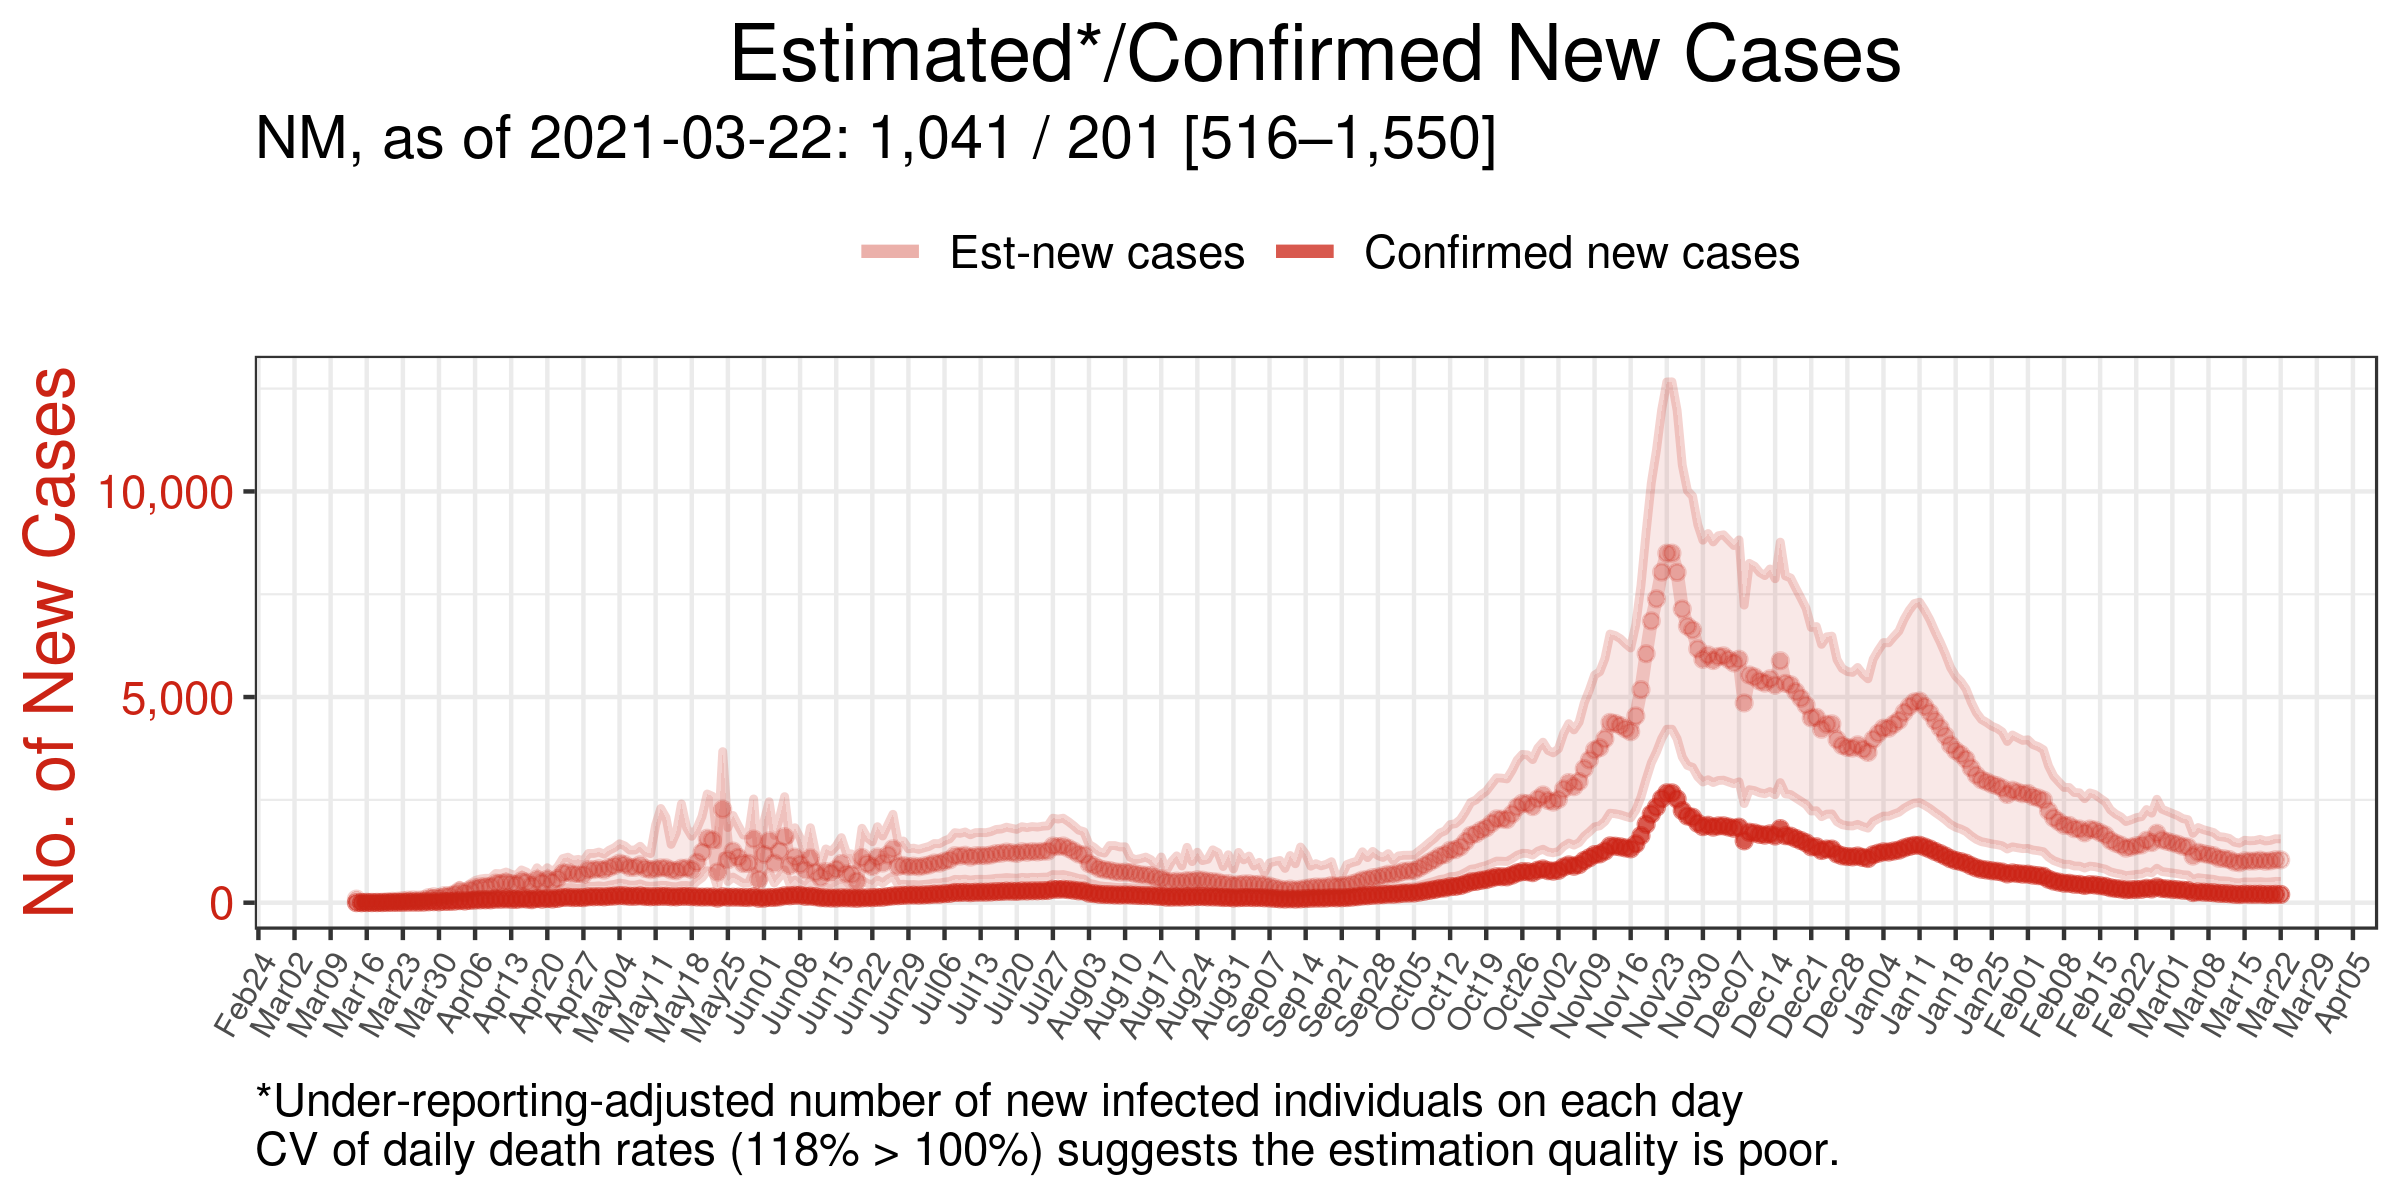 Estimated*/Confirmed New Cases
NM, as of 2021-03-22: 1,041 / 201 [516–1,550]
Est-new cases Confirmed new cases
No. of New Cases
10,000
5,000
0
Feb24 Mar02 Mar09 Mar16 Mar23 Mar30 Apr06 Apr13 Apr20 Apr27 May04 May11 May18 May25 Jun01 Jun08 Jun15 Jun22 Jun29 Jul06 Jul13 Jul20 Jul27 Aug03 Aug10 Aug17 Aug24 Aug31 Sep07 Sep14 Sep21 Sep28 Oct05 Oct12 Oct19 Oct26 Nov02 Nov09 Nov16 Nov23 Nov30 Dec07 Dec14 Dec21 Dec28 Jan04 Jan11 Jan18 Jan25 Feb01 Feb08 Feb15 Feb22 Mar01 Mar08 Mar15 Mar22 Mar29 Apr05
*Under-reporting-adjusted number of new infected individuals on each day
CV of daily death rates (118% > 100%) suggests the estimation quality is poor.